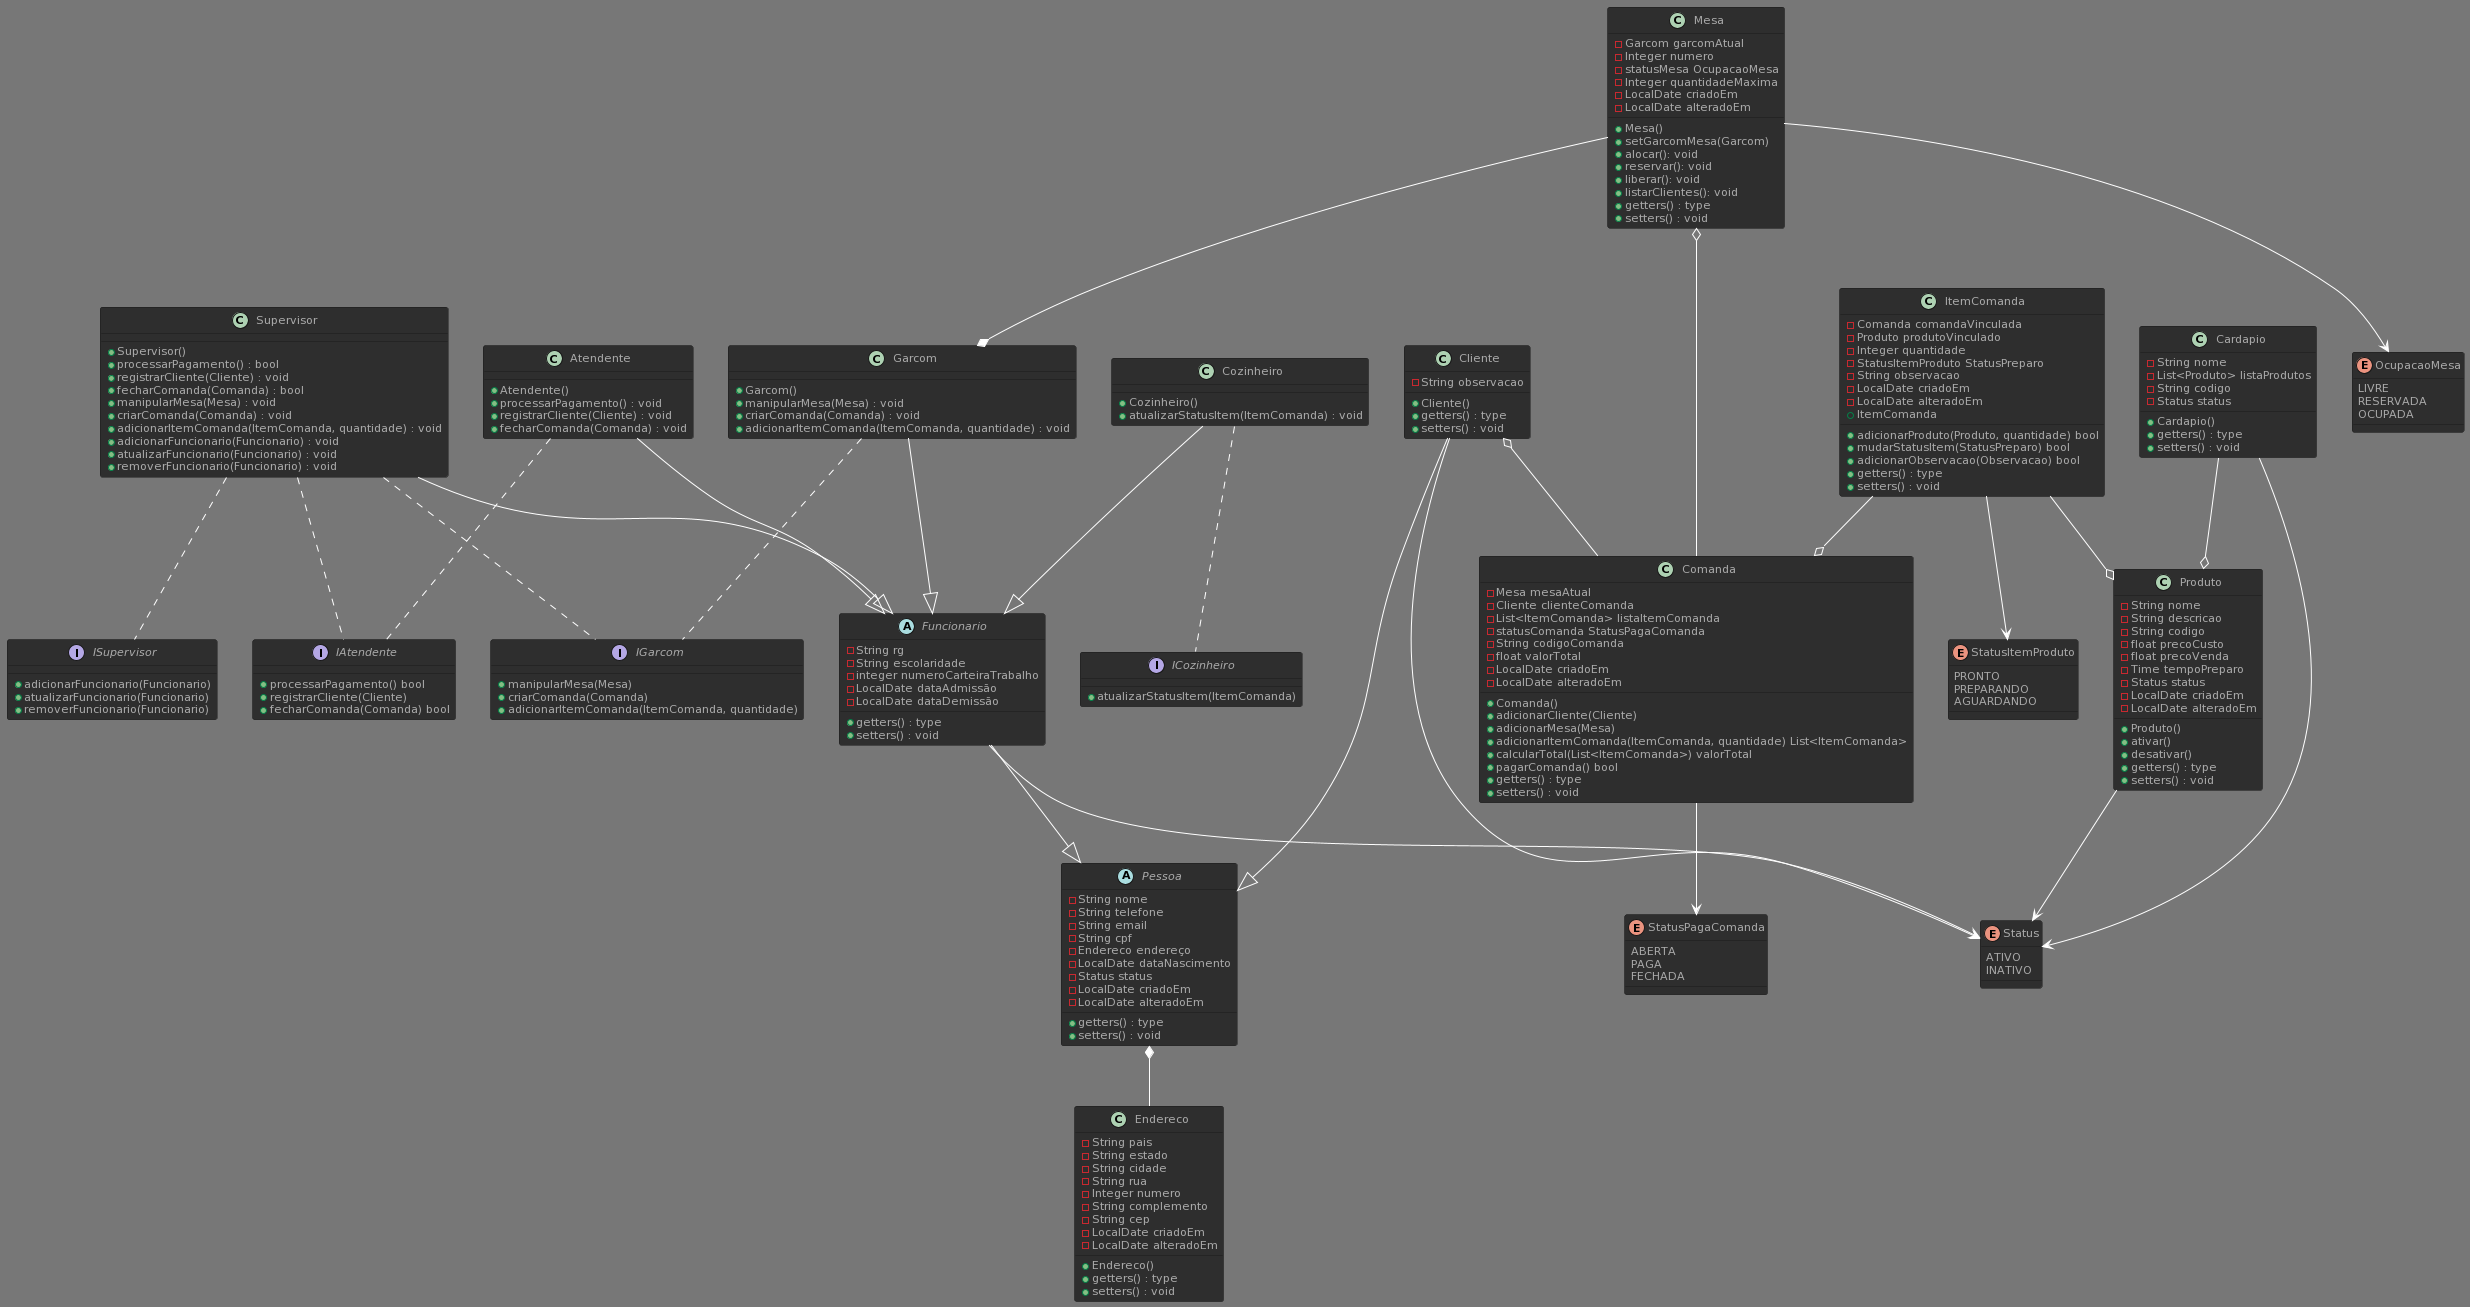 Mesa
Garcom garcomAtual
Integer numero
statusMesa OcupacaoMesa
Integer quantidadeMaxima
LocalDate criadoEm
LocalDate alteradoEm
Mesa()
setGarcomMesa(Garcom)
alocar(): void
reservar(): void
liberar(): void
listarClientes(): void
getters() : type
setters() : void
Supervisor
Supervisor()
processarPagamento() : bool
registrarCliente(Cliente) : void
fecharComanda(Comanda) : bool
manipularMesa(Mesa) : void
criarComanda(Comanda) : void
adicionarItemComanda(ItemComanda, quantidade) : void
adicionarFuncionario(Funcionario) : void
atualizarFuncionario(Funcionario) : void
removerFuncionario(Funcionario) : void
Atendente
Atendente()
processarPagamento() : void
registrarCliente(Cliente) : void
fecharComanda(Comanda) : void
Garcom
Garcom()
manipularMesa(Mesa) : void
criarComanda(Comanda) : void
adicionarItemComanda(ItemComanda, quantidade) : void
Cozinheiro
Cozinheiro()
atualizarStatusItem(ItemComanda) : void
Cliente
String observacao
Cliente()
getters() : type
setters() : void
ItemComanda
Comanda comandaVinculada
Produto produtoVinculado
Integer quantidade
StatusItemProduto StatusPreparo
String observacao
LocalDate criadoEm
LocalDate alteradoEm
ItemComanda
adicionarProduto(Produto, quantidade) bool
mudarStatusItem(StatusPreparo) bool
adicionarObservacao(Observacao) bool
getters() : type
setters() : void
Cardapio
String nome
List<Produto> listaProdutos
String codigo
Status status
Cardapio()
getters() : type
setters() : void
OcupacaoMesa
LIVRE
RESERVADA
OCUPADA
ISupervisor
adicionarFuncionario(Funcionario)
atualizarFuncionario(Funcionario)
removerFuncionario(Funcionario)
IAtendente
processarPagamento() bool
registrarCliente(Cliente)
fecharComanda(Comanda) bool
IGarcom
manipularMesa(Mesa)
criarComanda(Comanda)
adicionarItemComanda(ItemComanda, quantidade)
Funcionario
String rg
String escolaridade
integer numeroCarteiraTrabalho
LocalDate dataAdmissão
LocalDate dataDemissão
getters() : type
setters() : void
ICozinheiro
atualizarStatusItem(ItemComanda)
Comanda
Mesa mesaAtual
Cliente clienteComanda
List<ItemComanda> listaItemComanda
statusComanda StatusPagaComanda
String codigoComanda
float valorTotal
LocalDate criadoEm
LocalDate alteradoEm
Comanda()
adicionarCliente(Cliente)
adicionarMesa(Mesa)
adicionarItemComanda(ItemComanda, quantidade) List<ItemComanda>
calcularTotal(List<ItemComanda>) valorTotal
pagarComanda() bool
getters() : type
setters() : void
StatusItemProduto
PRONTO
PREPARANDO
AGUARDANDO
Produto
String nome
String descricao
String codigo
float precoCusto
float precoVenda
Time tempoPreparo
Status status
LocalDate criadoEm
LocalDate alteradoEm
Produto()
ativar()
desativar()
getters() : type
setters() : void
Pessoa
String nome
String telefone
String email
String cpf
Endereco endereço
LocalDate dataNascimento
Status status
LocalDate criadoEm
LocalDate alteradoEm
getters() : type
setters() : void
StatusPagaComanda
ABERTA
PAGA
FECHADA
Status
ATIVO
INATIVO
Endereco
String pais
String estado
String cidade
String rua
Integer numero
String complemento
String cep
LocalDate criadoEm
LocalDate alteradoEm
Endereco()
getters() : type
setters() : void